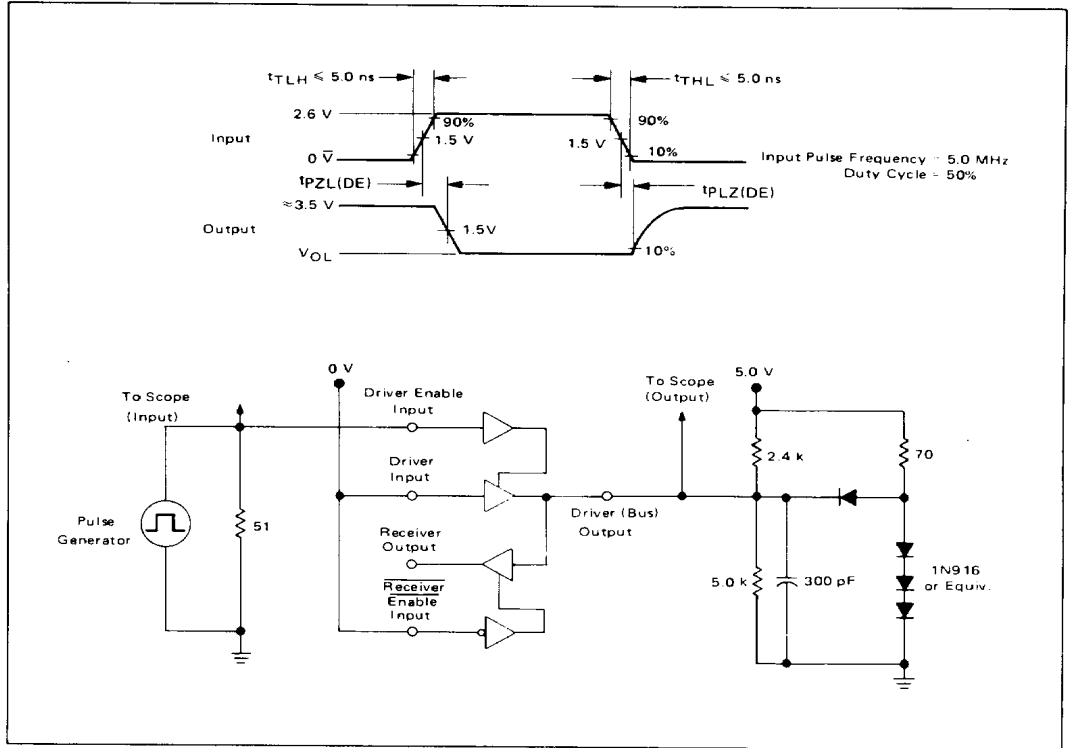 tTLH ≤ 5.0 ns
tTHL ≤ 5.0 ns
2.6 V
90%
90%
Input
1.5 V
1.5 V
0 V
10%
Input Pulse Frequency = 5.0 MHz
Duty Cycle = 50%
tPZL(DE)
tPLZ(DE)
≈3.5 V
Output
1.5V
VOL
10%
0 V
5.0 V
To Scope
(Input)
Driver Enable
Input
To Scope
(Output)
2.4 k
70
Driver
Input
Pulse
Generator
51
Driver (Bus)
Output
Receiver
Output
5.0 k
300 pF
1N916
or Equiv.
Receiver
Enable
Input